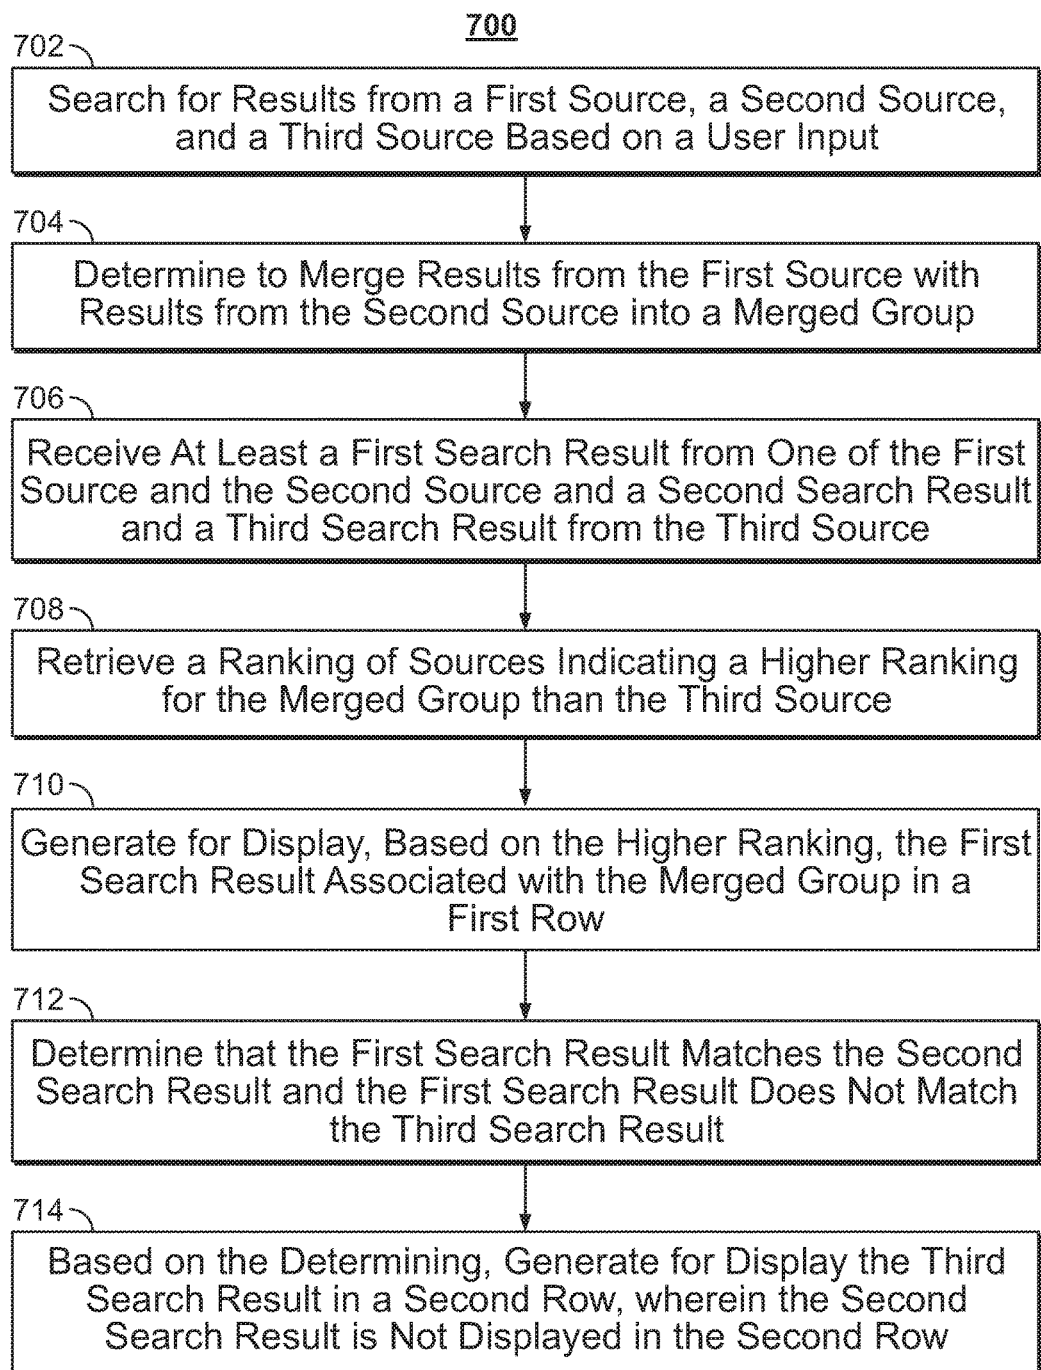 700
702
Search for Results from a First Source, a Second Source,
and a Third Source Based on a User Input
704
Determine to Merge Results from the First Source with
Results from the Second Source into a Merged Group
706
Receive At Least a First Search Result from One of the First
Source and the Second Source and a Second Search Result
and a Third Search Result from the Third Source
708
Retrieve a Ranking of Sources Indicating a Higher Ranking
for the Merged Group than the Third Source
710
Generate for Display, Based on the Higher Ranking, the First
Search Result Associated with the Merged Group in a
First Row
712
Determine that the First Search Result Matches the Second
Search Result and the First Search Result Does Not Match
the Third Search Result
714
Based on the Determining, Generate for Display the Third
Search Result in a Second Row, wherein the Second
Search Result is Not Displayed in the Second Row